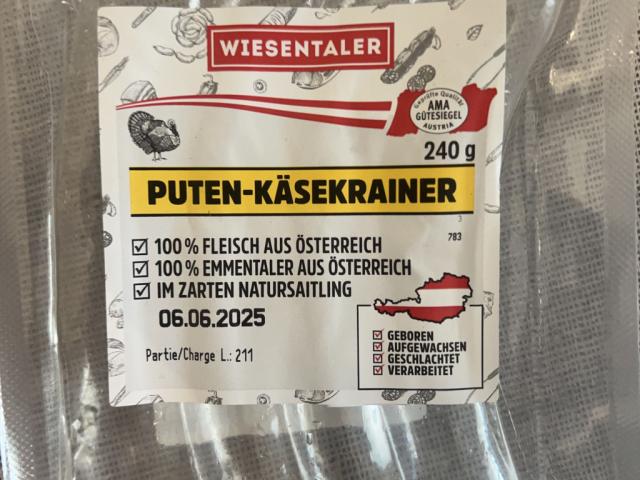 WIESENTALER
Geprüfte Qualität
AMA
GÜTESIEGEL
AUSTRIA
240 g
PUTEN-KÄSEKRAINER
3
783
☑ 100 % FLEISCH AUS ÖSTERREICH
☑ 100 % EMMENTALER AUS ÖSTERREICH
☑ IM ZARTEN NATURSAITLING
06.06.2025
Partie/Charge L.: 211
☑ GEBOREN
☑ AUFGEWACHSEN
☑ GESCHLACHTET
☑ VERARBEITET